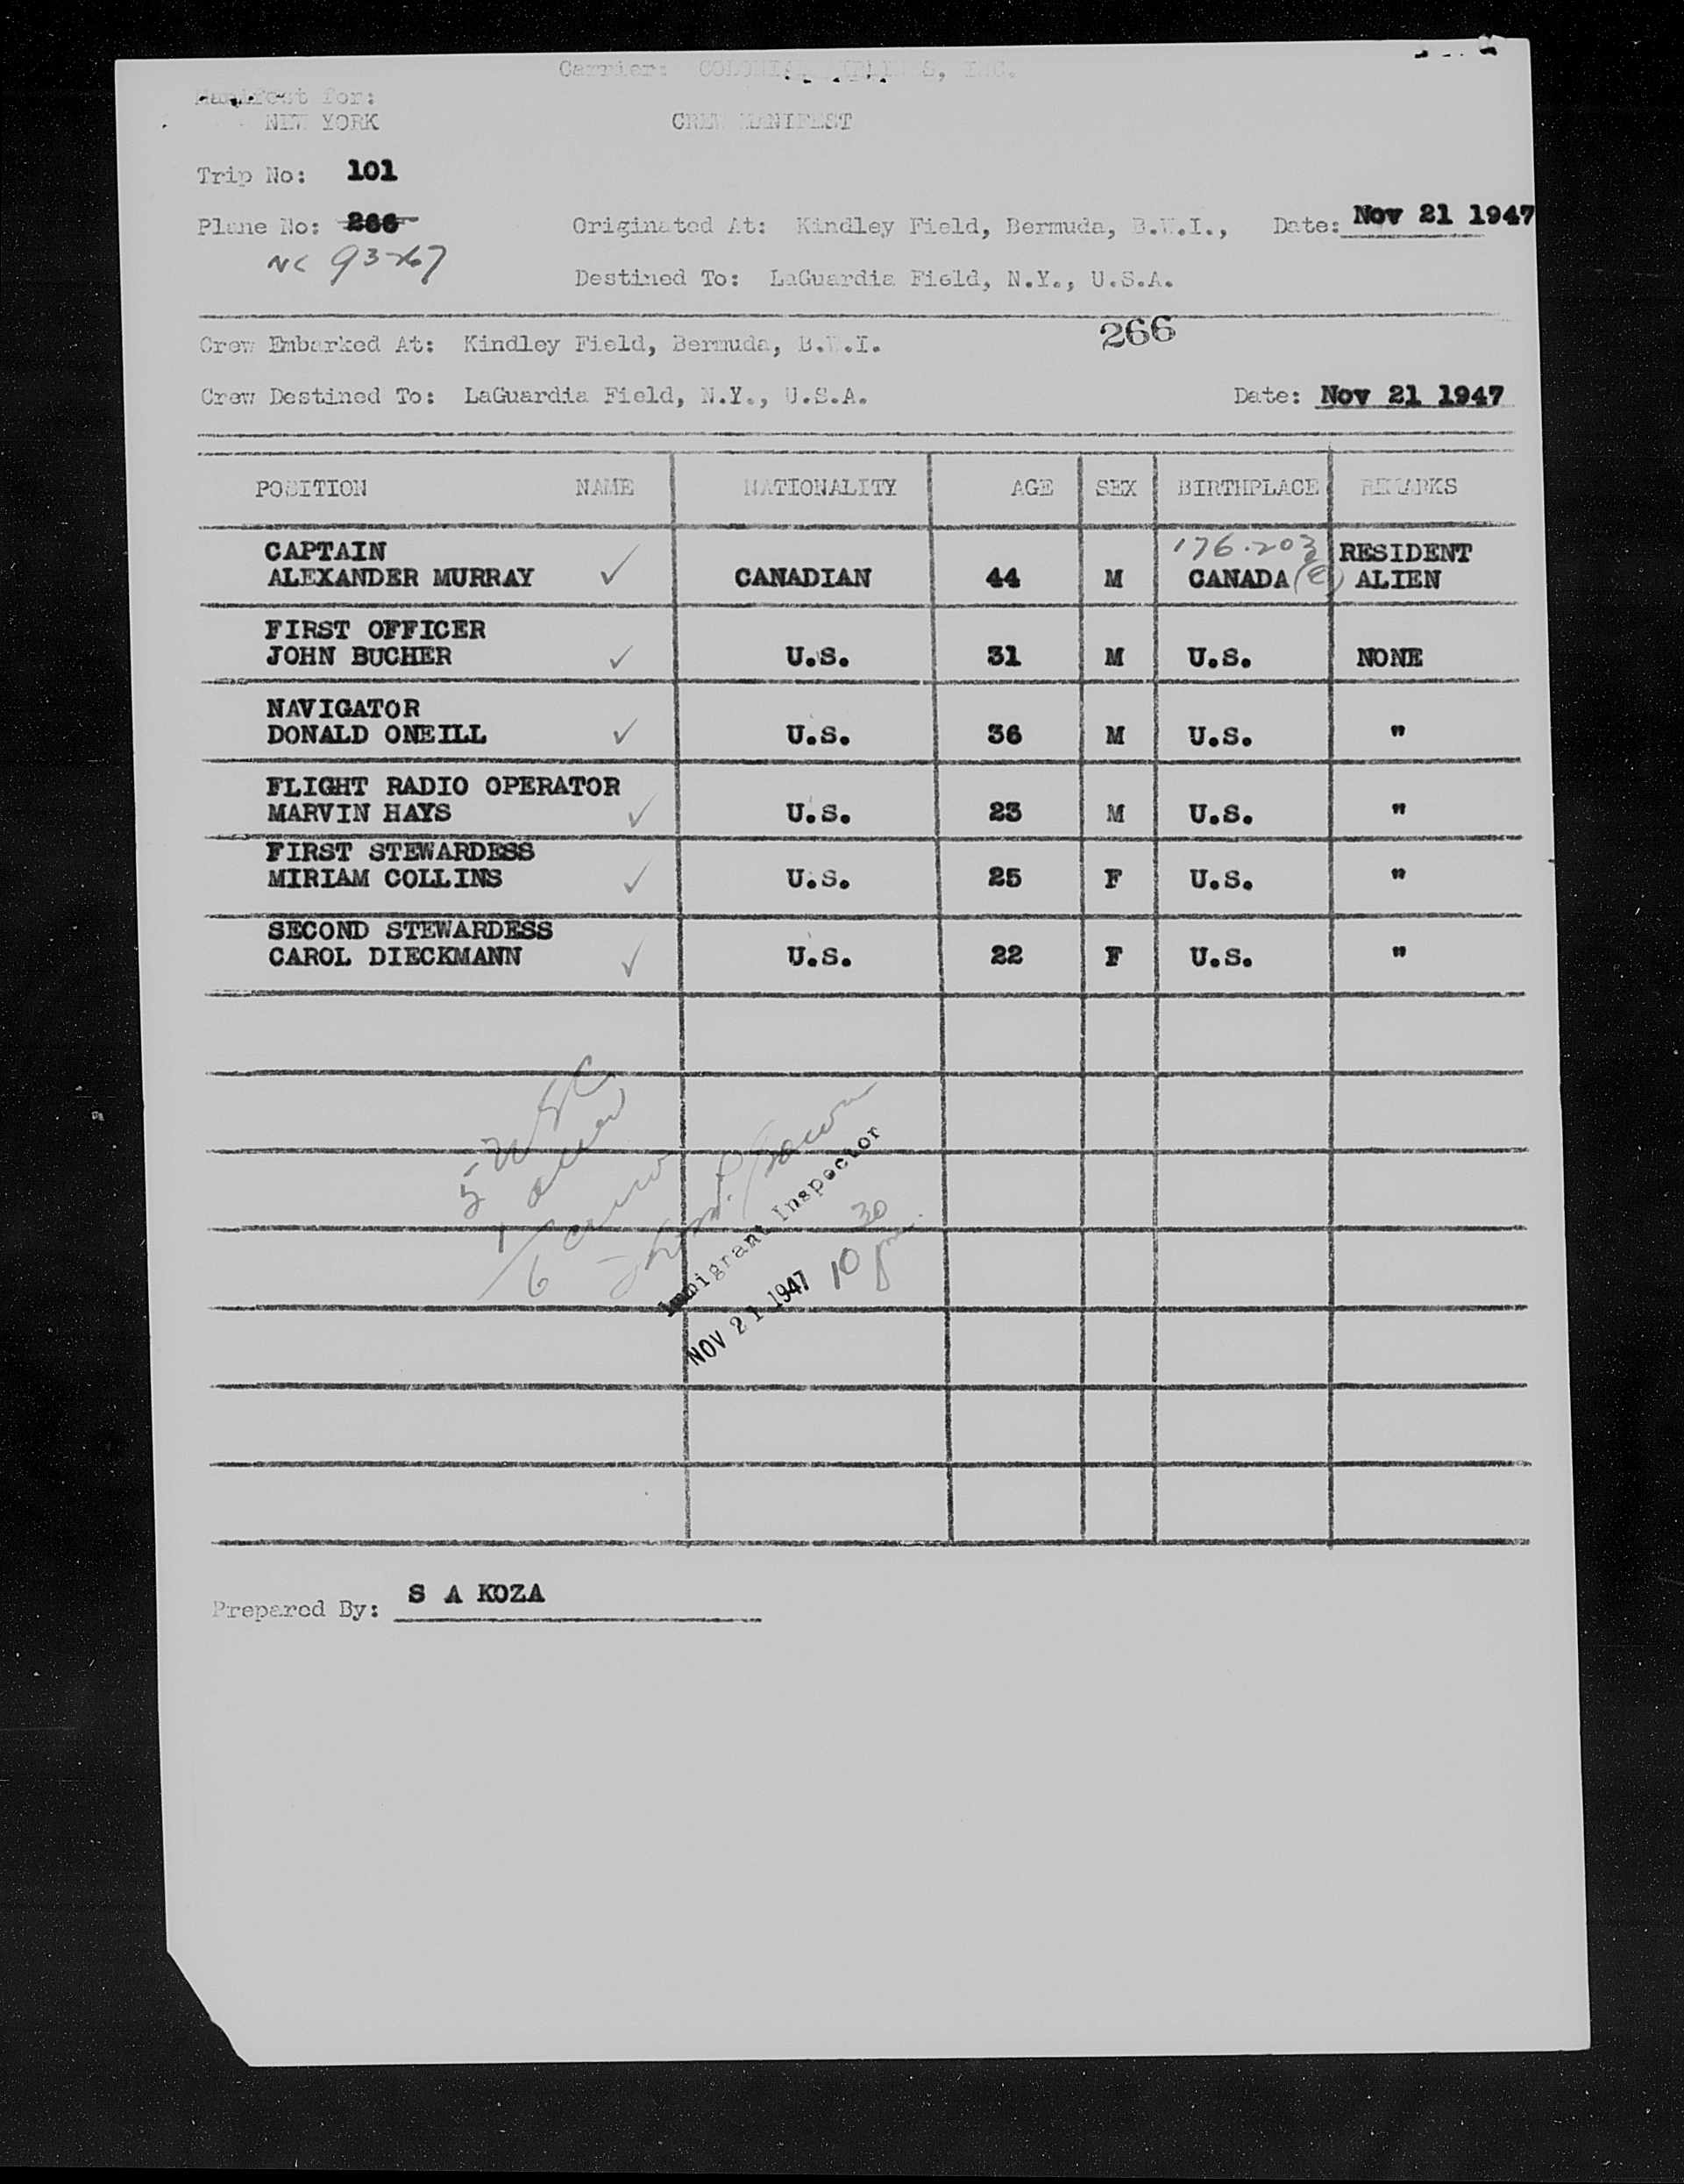 Carrier: COLONIAL AIRLINES, INC.
Manifest for:
NEW YORK
CREW MANIFEST
Trip No: 101
Plane No: 266
NC 93267
Originated At: Kindley Field, Bermuda, B.W.I., Date: Nov 21 1947
Destined To: LaGuardia Field, N.Y., U.S.A.
266
Crew Embarked At: Kindley Field, Bermuda, B.W.I.
Crew Destined To: LaGuardia Field, N.Y., U.S.A. Date: Nov 21 1947
POSITION NAME NATIONALITY AGE SEX BIRTHPLACE REMARKS
CAPTAIN 176.203 RESIDENT
ALEXANDER MURRAY ✓ CANADIAN 44 M CANADA (C) ALIEN
FIRST OFFICER
JOHN BUCHER ✓ U.S. 31 M U.S. NONE
NAVIGATOR
DONALD ONEILL ✓ U.S. 36 M U.S. "
FLIGHT RADIO OPERATOR
MARVIN HAYS ✓ U.S. 23 M U.S. "
FIRST STEWARDESS
MIRIAM COLLINS ✓ U.S. 25 F U.S. "
SECOND STEWARDESS
CAROL DIECKMANN ✓ U.S. 22 F U.S. "
5 USC
1 alien
6 crew
Immigrant Inspector
NOV 21 1947 10 30 pm.
Prepared By: S A KOZA